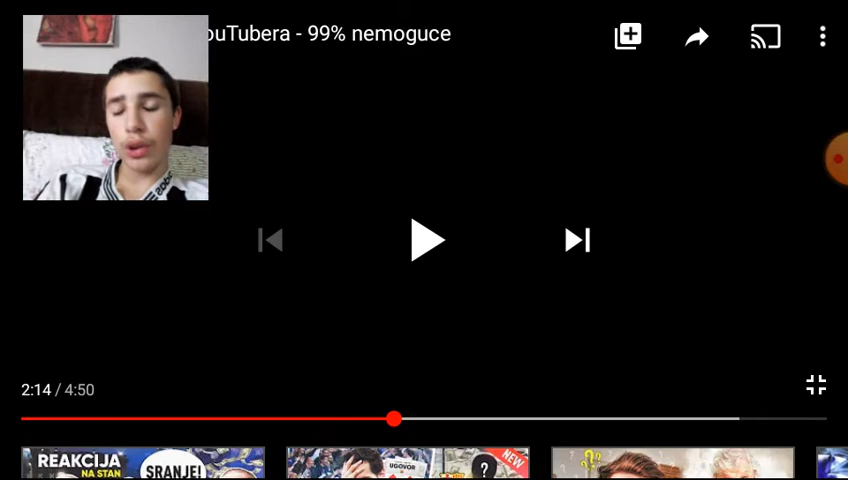 ouTubera - 99% nemoguce
2:14 / 4:50
REAKCIJA
NA STAN
SRANJE!
UGOVOR
?
NEW
??